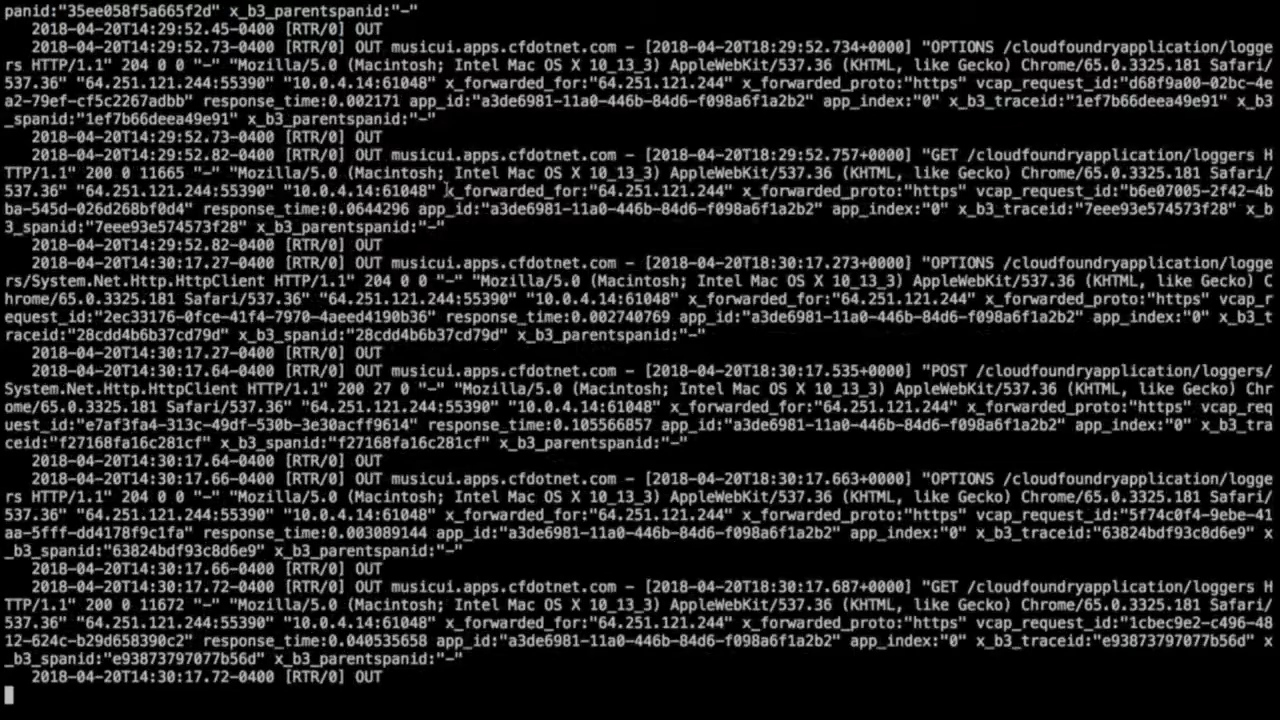 panid:"35ee058f5a665f2d" x_b3_parentspanid:"-"
2018-04-20T14:29:52.45-0400 [RTR/0] OUT
2018-04-20T14:29:52.73-0400 [RTR/0] OUT musicui.apps.cfdotnet.com - [2018-04-20T18:29:52.734+0000] "OPTIONS /cloudfoundryapplication/logge
rs HTTP/1.1" 204 0 0 "-" "Mozilla/5.0 (Macintosh; Intel Mac OS X 10_13_3) AppleWebKit/537.36 (KHTML, like Gecko) Chrome/65.0.3325.181 Safari/
537.36" "64.251.121.244:55390" "10.0.4.14:61048" x_forwarded_for:"64.251.121.244" x_forwarded_proto:"https" vcap_request_id:"d68f9a00-02bc-4e
a2-79ef-cf5c2267adbb" response_time:0.002171 app_id:"a3de6981-11a0-446b-84d6-f098a6f1a2b2" app_index:"0" x_b3_traceid:"1ef7b66deea49e91" x_b3
_spanid:"1ef7b66deea49e91" x_b3_parentspanid:"-"
2018-04-20T14:29:52.73-0400 [RTR/0] OUT
2018-04-20T14:29:52.82-0400 [RTR/0] OUT musicui.apps.cfdotnet.com - [2018-04-20T18:29:52.757+0000] "GET /cloudfoundryapplication/loggers H
TTP/1.1" 200 0 11665 "-" "Mozilla/5.0 (Macintosh; Intel Mac OS X 10_13_3) AppleWebKit/537.36 (KHTML, like Gecko) Chrome/65.0.3325.181 Safari/
537.36" "64.251.121.244:55390" "10.0.4.14:61048" x_forwarded_for:"64.251.121.244" x_forwarded_proto:"https" vcap_request_id:"b6e07005-2f42-4b
ba-545d-026d268bf0d4" response_time:0.0644296 app_id:"a3de6981-11a0-446b-84d6-f098a6f1a2b2" app_index:"0" x_b3_traceid:"7eee93e574573f28" x_b
3_spanid:"7eee93e574573f28" x_b3_parentspanid:"-"
2018-04-20T14:29:52.82-0400 [RTR/0] OUT
2018-04-20T14:30:17.27-0400 [RTR/0] OUT musicui.apps.cfdotnet.com - [2018-04-20T18:30:17.273+0000] "OPTIONS /cloudfoundryapplication/logge
rs/System.Net.Http.HttpClient HTTP/1.1" 204 0 0 "-" "Mozilla/5.0 (Macintosh; Intel Mac OS X 10_13_3) AppleWebKit/537.36 (KHTML, like Gecko) C
hrome/65.0.3325.181 Safari/537.36" "64.251.121.244:55390" "10.0.4.14:61048" x_forwarded_for:"64.251.121.244" x_forwarded_proto:"https" vcap_r
equest_id:"2ec33176-0fce-41f4-7970-4aeed4190b36" response_time:0.002740769 app_id:"a3de6981-11a0-446b-84d6-f098a6f1a2b2" app_index:"0" x_b3_t
raceid:"28cdd4b6b37cd79d" x_b3_spanid:"28cdd4b6b37cd79d" x_b3_parentspanid:"-"
2018-04-20T14:30:17.27-0400 [RTR/0] OUT
2018-04-20T14:30:17.64-0400 [RTR/0] OUT musicui.apps.cfdotnet.com - [2018-04-20T18:30:17.535+0000] "POST /cloudfoundryapplication/loggers/
System.Net.Http.HttpClient HTTP/1.1" 200 27 0 "-" "Mozilla/5.0 (Macintosh; Intel Mac OS X 10_13_3) AppleWebKit/537.36 (KHTML, like Gecko) Chr
ome/65.0.3325.181 Safari/537.36" "64.251.121.244:55390" "10.0.4.14:61048" x_forwarded_for:"64.251.121.244" x_forwarded_proto:"https" vcap_req
uest_id:"e7af3fa4-313c-49df-530b-3e30acff9614" response_time:0.105566857 app_id:"a3de6981-11a0-446b-84d6-f098a6f1a2b2" app_index:"0" x_b3_tra
ceid:"f27168fa16c281cf" x_b3_spanid:"f27168fa16c281cf" x_b3_parentspanid:"-"
2018-04-20T14:30:17.64-0400 [RTR/0] OUT
2018-04-20T14:30:17.66-0400 [RTR/0] OUT musicui.apps.cfdotnet.com - [2018-04-20T18:30:17.663+0000] "OPTIONS /cloudfoundryapplication/logge
rs HTTP/1.1" 204 0 0 "-" "Mozilla/5.0 (Macintosh; Intel Mac OS X 10_13_3) AppleWebKit/537.36 (KHTML, like Gecko) Chrome/65.0.3325.181 Safari/
537.36" "64.251.121.244:55390" "10.0.4.14:61048" x_forwarded_for:"64.251.121.244" x_forwarded_proto:"https" vcap_request_id:"5f74c0f4-9ebe-41
aa-5fff-dd4178f9c1fa" response_time:0.003089144 app_id:"a3de6981-11a0-446b-84d6-f098a6f1a2b2" app_index:"0" x_b3_traceid:"63824bdf93c8d6e9" x
_b3_spanid:"63824bdf93c8d6e9" x_b3_parentspanid:"-"
2018-04-20T14:30:17.66-0400 [RTR/0] OUT
2018-04-20T14:30:17.72-0400 [RTR/0] OUT musicui.apps.cfdotnet.com - [2018-04-20T18:30:17.687+0000] "GET /cloudfoundryapplication/loggers H
TTP/1.1" 200 0 11672 "-" "Mozilla/5.0 (Macintosh; Intel Mac OS X 10_13_3) AppleWebKit/537.36 (KHTML, like Gecko) Chrome/65.0.3325.181 Safari/
537.36" "64.251.121.244:55390" "10.0.4.14:61048" x_forwarded_for:"64.251.121.244" x_forwarded_proto:"https" vcap_request_id:"1cbec9e2-c496-48
12-624c-b29d658390c2" response_time:0.040535658 app_id:"a3de6981-11a0-446b-84d6-f098a6f1a2b2" app_index:"0" x_b3_traceid:"e93873797077b56d" x
_b3_spanid:"e93873797077b56d" x_b3_parentspanid:"-"
2018-04-20T14:30:17.72-0400 [RTR/0] OUT